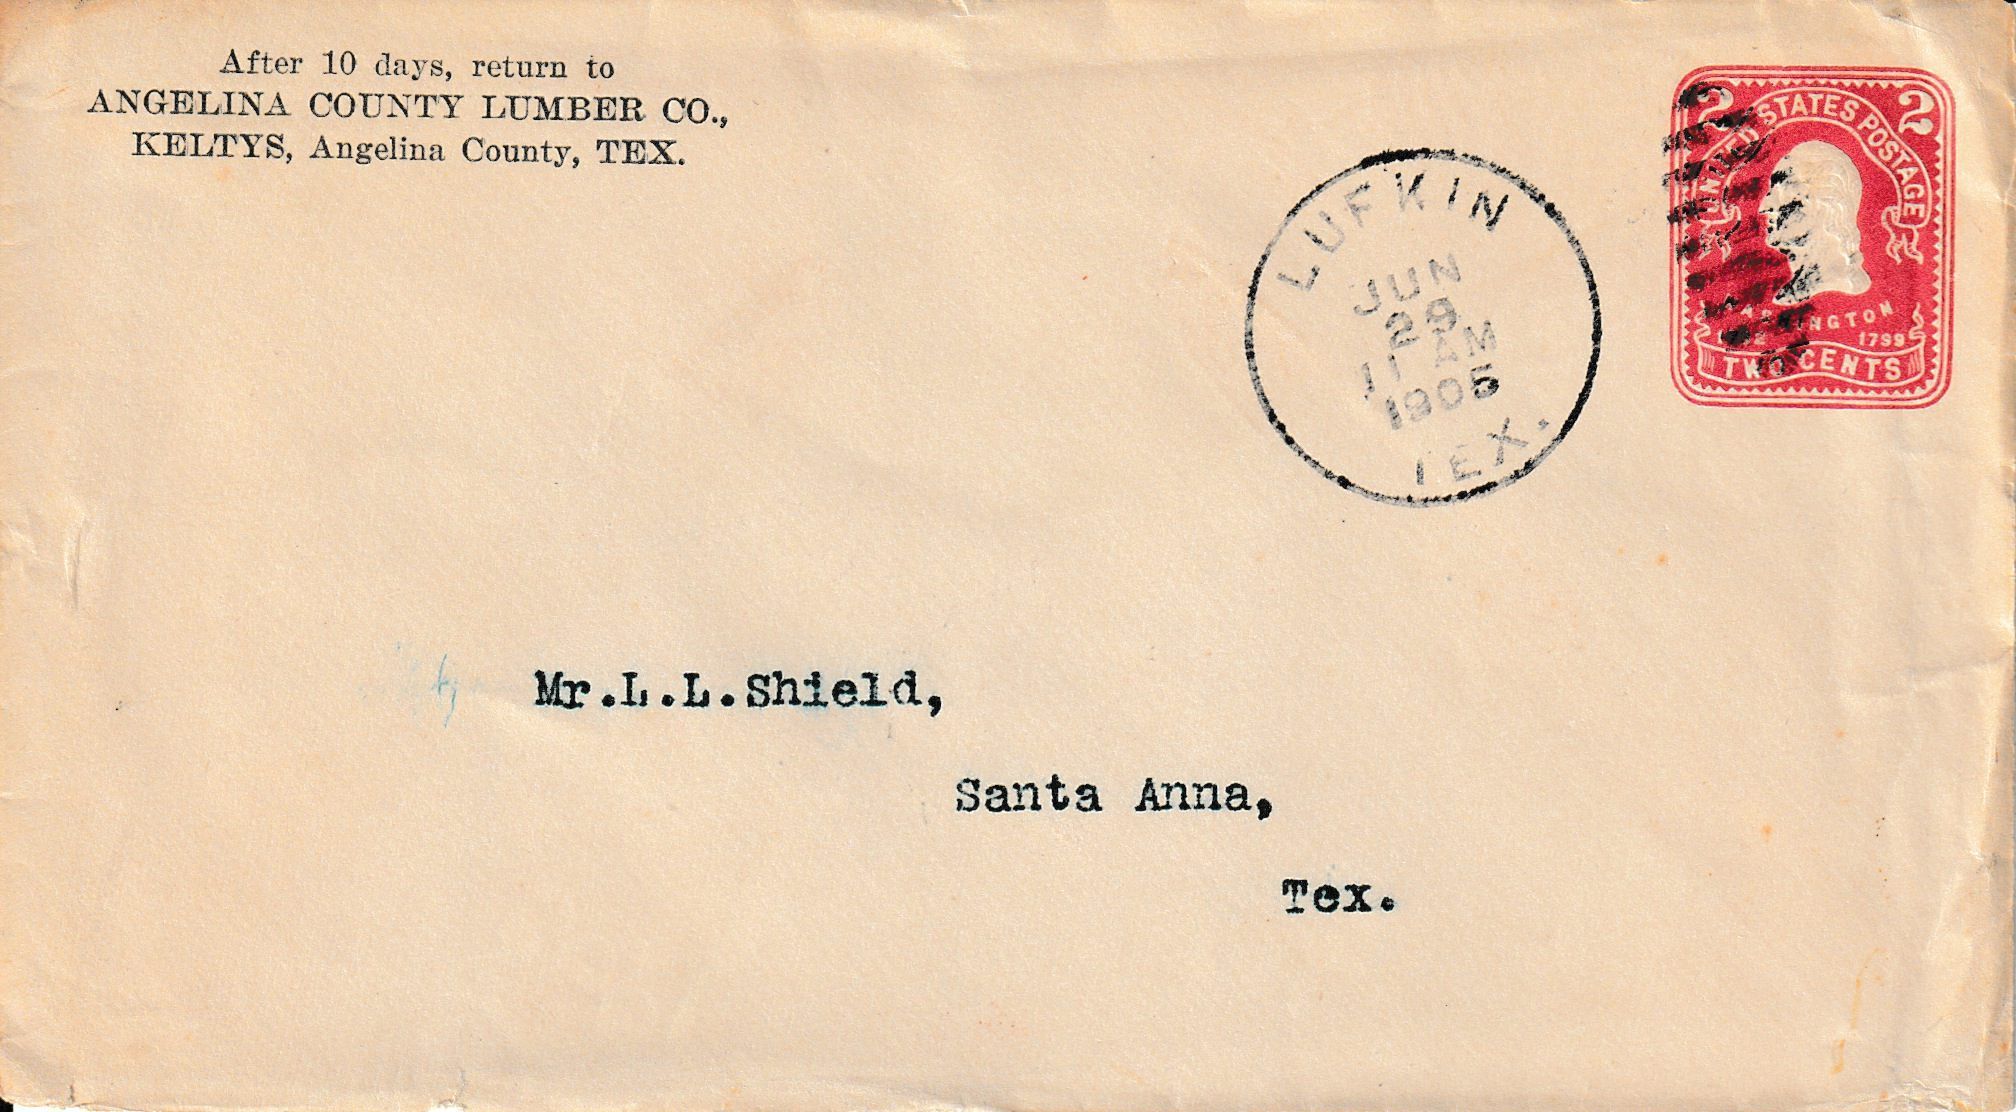 After 10 days, return to
ANGELINA COUNTY LUMBER CO.,
KELTYS, Angelina County, TEX.
LUFKIN
JUN
29
11 AM
1905
TEX.
2 2
UNITED STATES POSTAGE
WASHINGTON
1732 1799
TWO CENTS
Mr.L.L.Shield,
Santa Anna,
Tex.